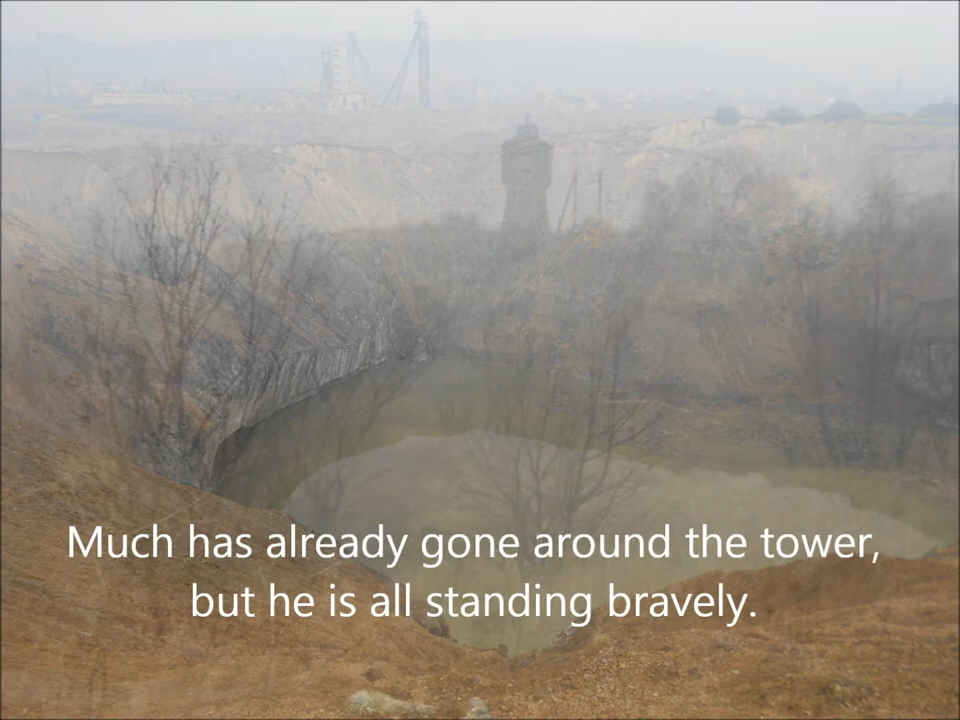 Much has already gone around the tower,
but he is all standing bravely.